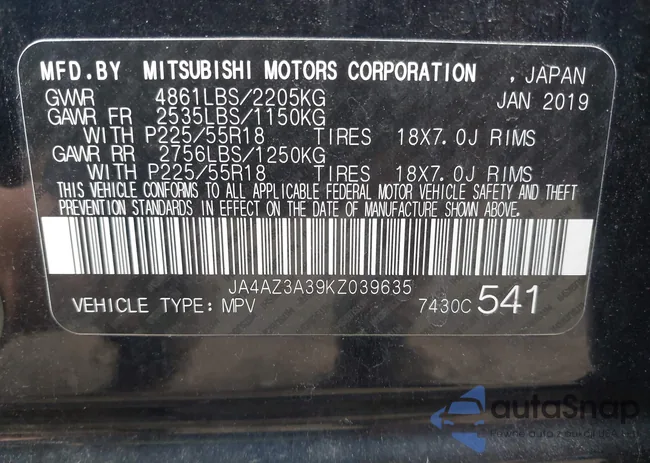 MFD.BY MITSUBISHI MOTORS CORPORATION , JAPAN
GVWR 4861LBS/2205KG JAN 2019
GAWR FR 2535LBS/1150KG
WITH P225/55R18 TIRES 18X7.0J RIMS
GAWR RR 2756LBS/1250KG
WITH P225/55R18 TIRES 18X7.0J RIMS
THIS VEHICLE CONFORMS TO ALL APPLICABLE FEDERAL MOTOR VEHICLE SAFETY AND THEFT
PREVENTION STANDARDS IN EFFECT ON THE DATE OF MANUFACTURE SHOWN ABOVE.
JA4AZ3A39KZ039635
VEHICLE TYPE: MPV 7430C 541
autoSnap